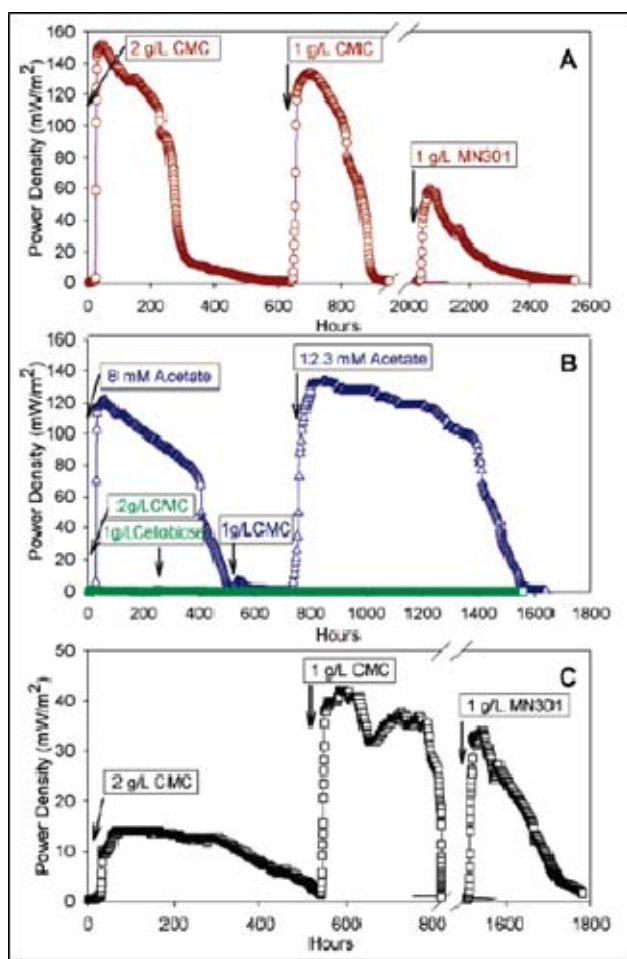 A
Power Density (mW/m²)
160
140
120
100
80
60
40
20
0
2 g/L CMC
1 g/L CMC
1 g/L MN301
0 200 400 600 800 2000 2200 2400 2600
Hours
B
Power Density (mW/m²)
160
140
120
100
80
60
40
20
0
8 mM Acetate
12.3 mM Acetate
2g/LCMC
1g/LCellobiose
1g/LCMC
0 200 400 600 800 1000 1200 1400 1600 1800
Hours
C
Power Density (mW/m²)
50
40
30
20
10
0
2 g/L CMC
1 g/L CMC
1 g/L MN301
0 200 400 600 800 1600 1800
Hours